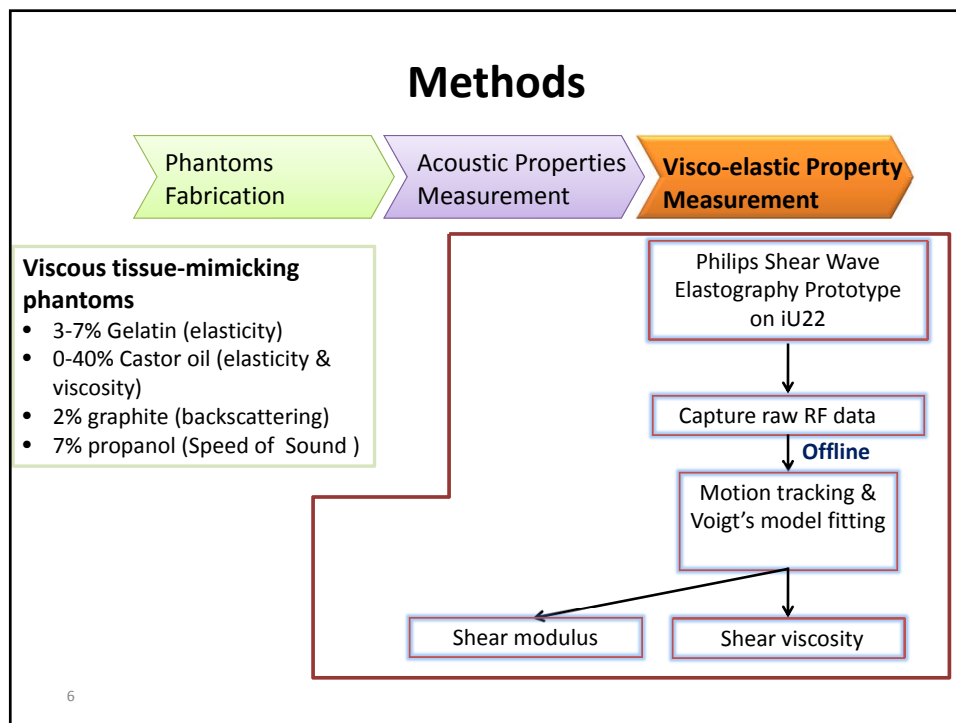 Methods
Phantoms
Fabrication
Acoustic Properties
Measurement
Visco-elastic Property
Measurement
Viscous tissue-mimicking
phantoms
• 3-7% Gelatin (elasticity)
• 0-40% Castor oil (elasticity &
viscosity)
• 2% graphite (backscattering)
• 7% propanol (Speed of Sound )
Philips Shear Wave
Elastography Prototype
on iU22
Capture raw RF data
Offline
Motion tracking &
Voigt’s model fitting
Shear modulus
Shear viscosity
6